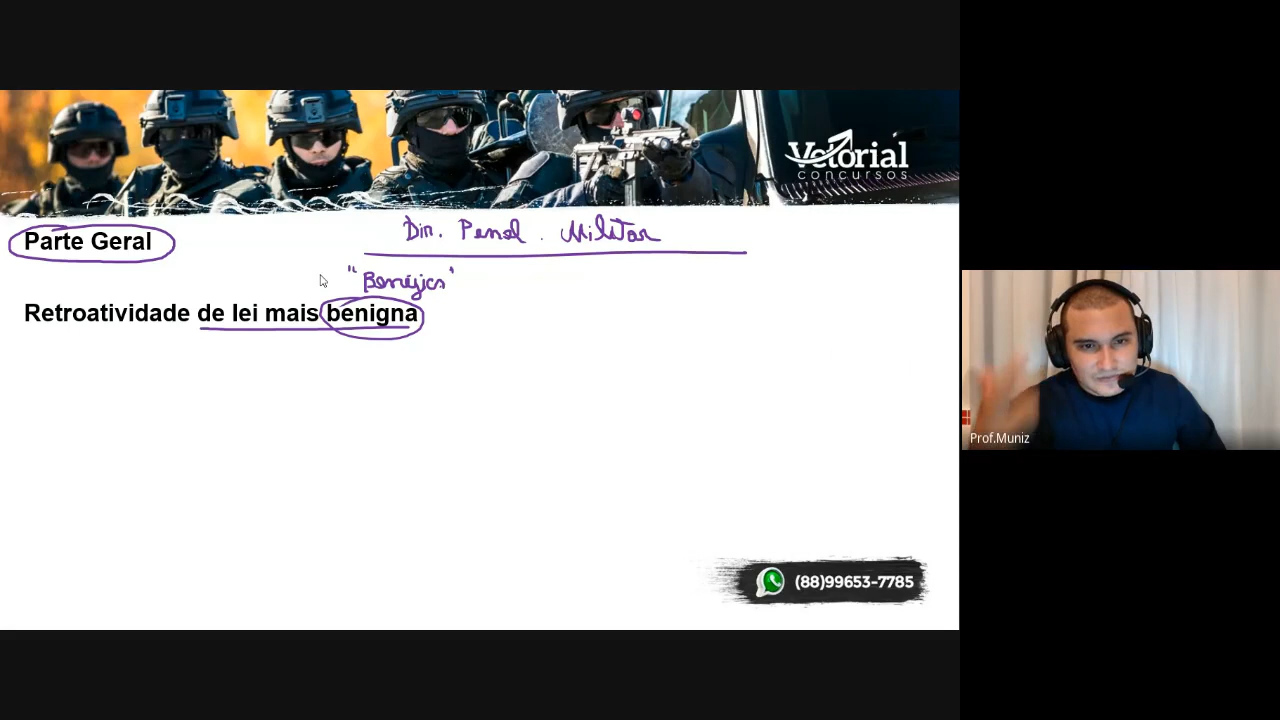 Vetorial
concursos
Dir. Penal. Militar
Parte Geral
"Benéfica"
Retroatividade de lei mais benigna
Prof.Muniz
(88)99653-7785